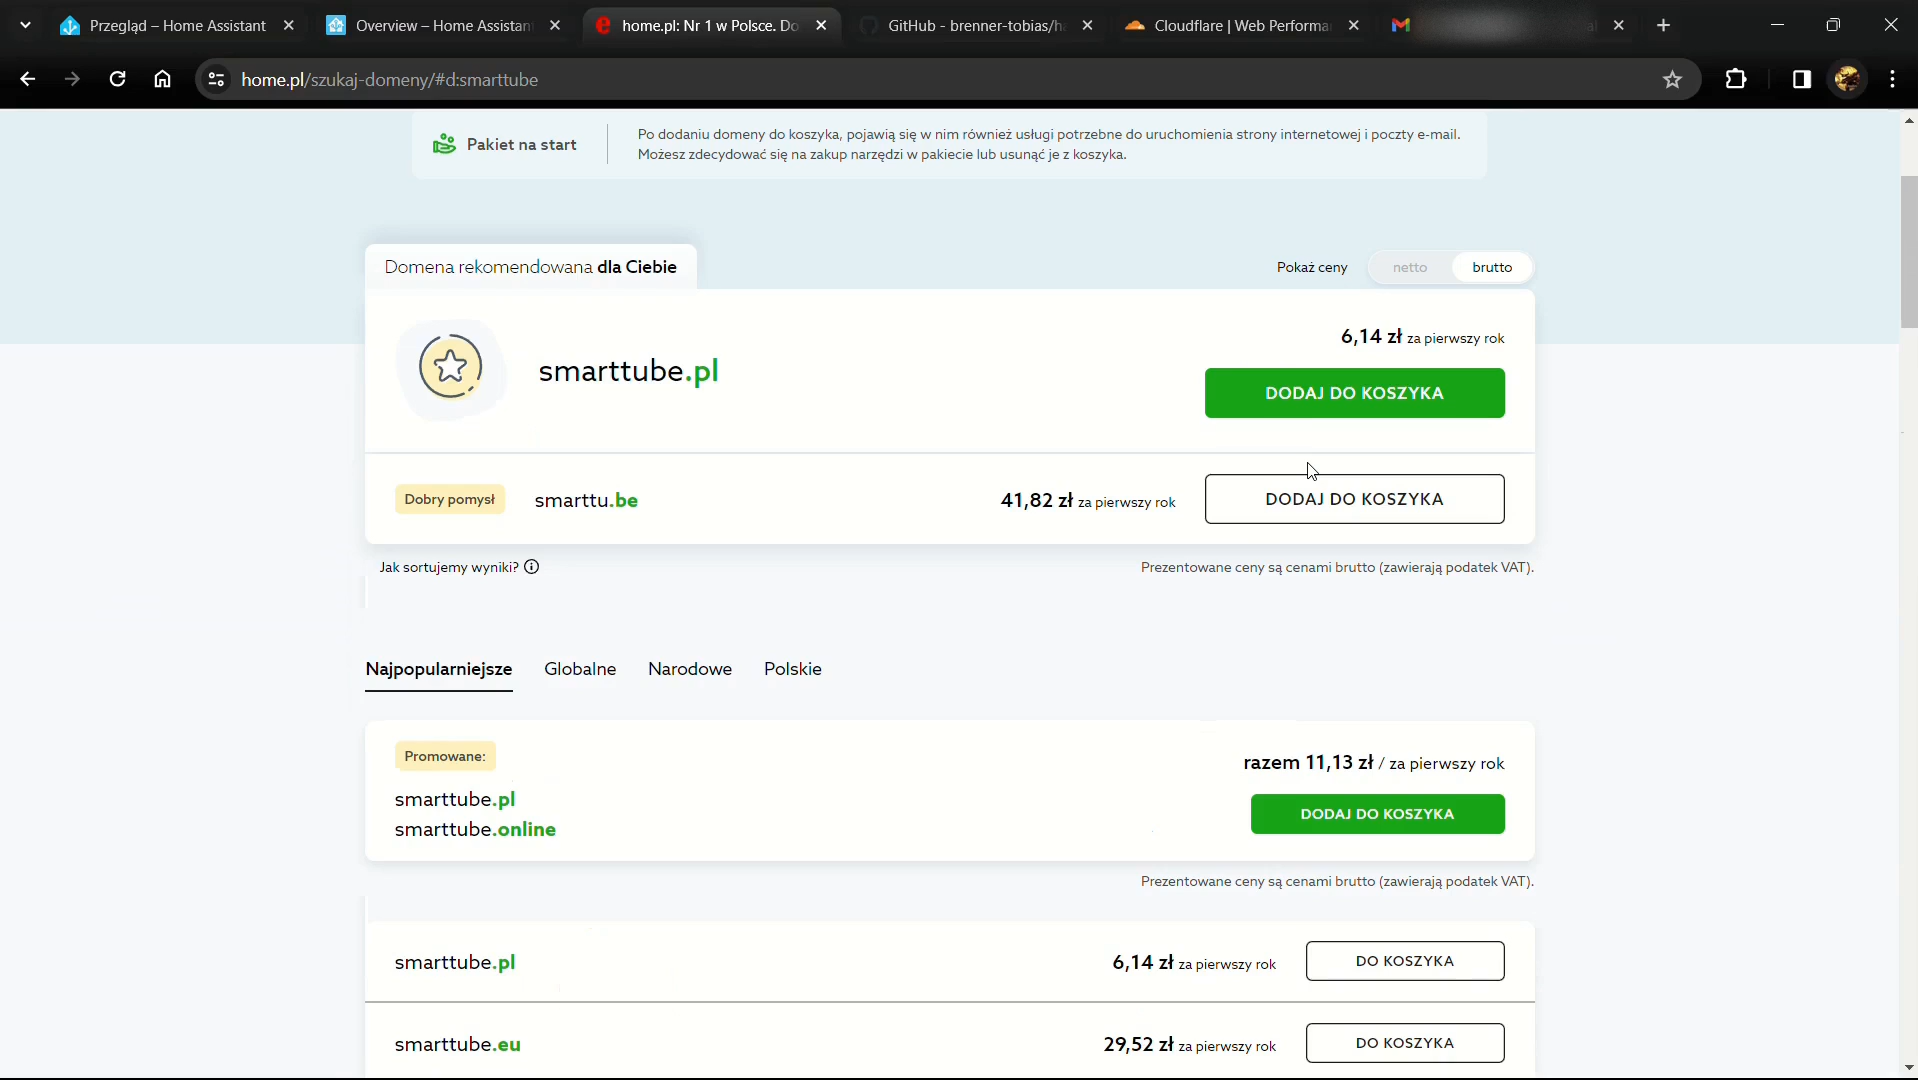 Przegląd – Home Assistant
Overview – Home Assistan
home.pl: Nr 1 w Polsce. Do
GitHub - brenner-tobias/ha
Cloudflare | Web Performa
home.pl/szukaj-domeny/#d:smarttube
Pakiet na start
Po dodaniu domeny do koszyka, pojawią się w nim również usługi potrzebne do uruchomienia strony internetowej i poczty e-mail.
Możesz zdecydować się na zakup narzędzi w pakiecie lub usunąć je z koszyka.
Domena rekomendowana dla Ciebie
Pokaż ceny
netto
brutto
smarttube.pl
6,14 zł za pierwszy rok
DODAJ DO KOSZYKA
Dobry pomysł
smarttu.be
41,82 zł za pierwszy rok
DODAJ DO KOSZYKA
Jak sortujemy wyniki?
Prezentowane ceny są cenami brutto (zawierają podatek VAT).
Najpopularniejsze
Globalne
Narodowe
Polskie
Promowane:
smarttube.pl
smarttube.online
razem 11,13 zł / za pierwszy rok
DODAJ DO KOSZYKA
Prezentowane ceny są cenami brutto (zawierają podatek VAT).
smarttube.pl
6,14 zł za pierwszy rok
DO KOSZYKA
smarttube.eu
29,52 zł za pierwszy rok
DO KOSZYKA